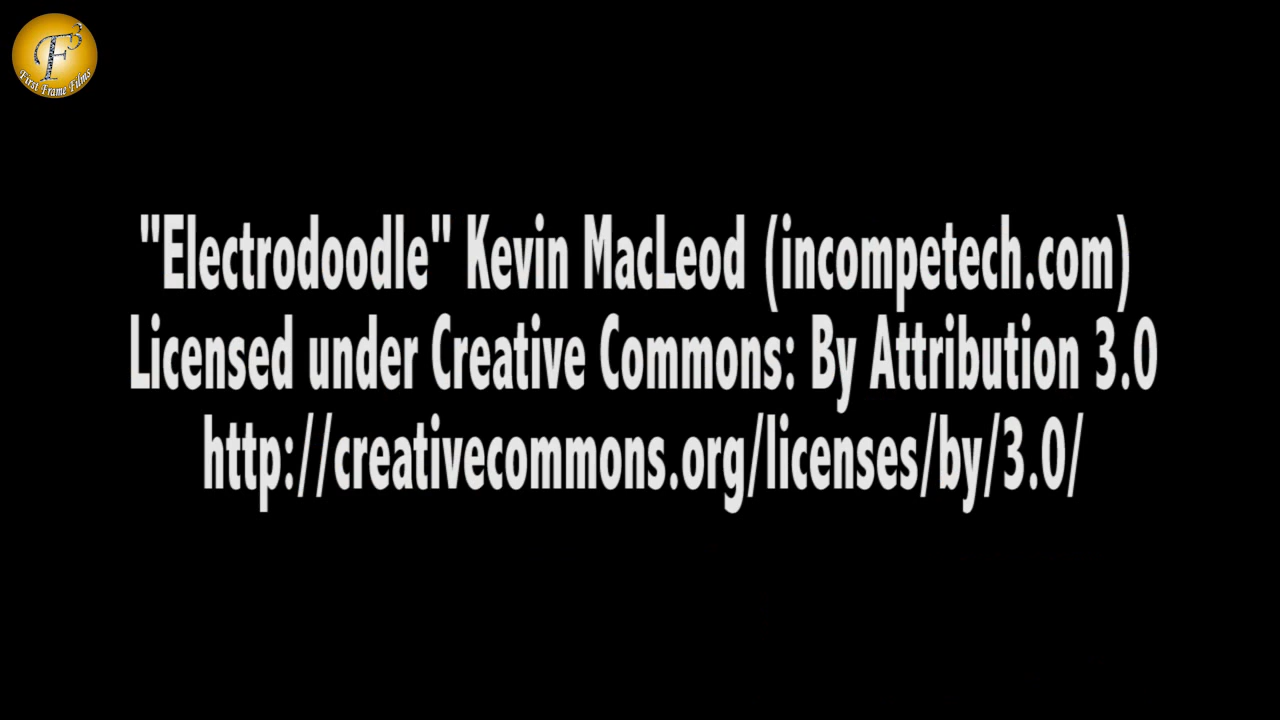 F3
First Frame Films
"Electrodoodle" Kevin MacLeod (incompetech.com)
Licensed under Creative Commons: By Attribution 3.0
http://creativecommons.org/licenses/by/3.0/